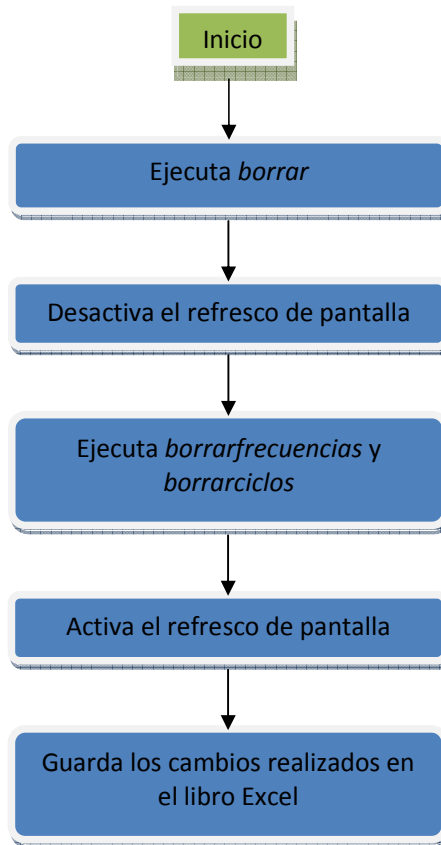 Inicio
Ejecuta borrar
Desactiva el refresco de pantalla
Ejecuta borrarfrecuencias y
borrarciclos
Activa el refresco de pantalla
Guarda los cambios realizados en
el libro Excel